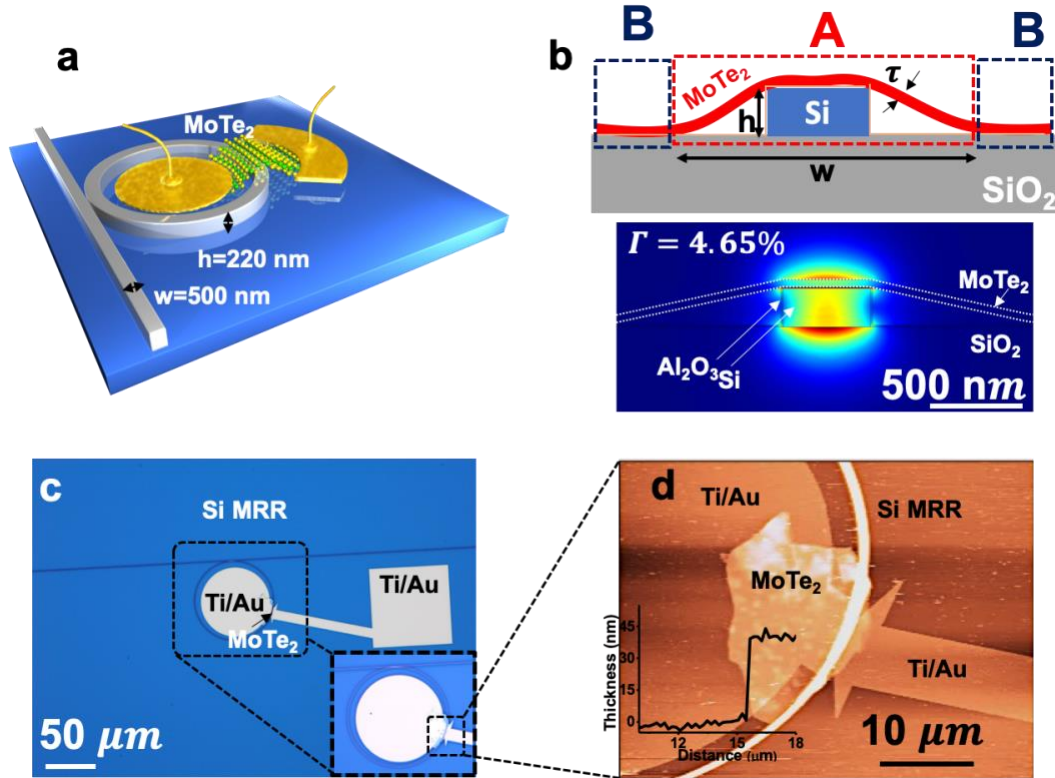 a
MoTe₂
h=220 nm
w=500 nm
b
B
A
B
MoTe₂
τ
h
Si
w
SiO₂
Γ = 4.65%
MoTe₂
SiO₂
Al₂O³Si
500 nm
c
Si MRR
Ti/Au
Ti/Au
MoTe₂
50 μm
d
Ti/Au
Si MRR
MoTe₂
Ti/Au
Thickness (nm)
45
30
15
0
12
15
18
Distance (μm)
10 μm